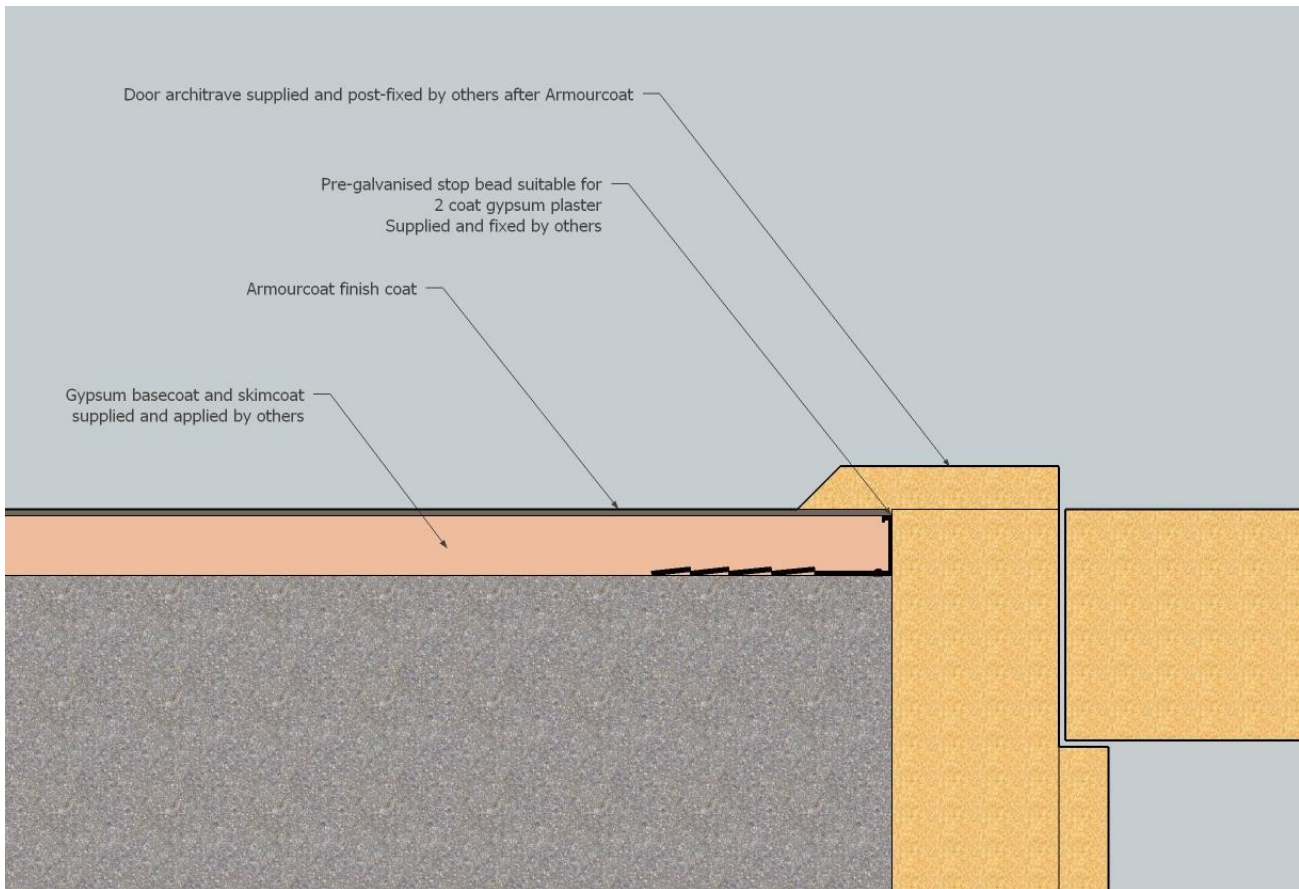 Door architrave supplied and post-fixed by others after Armourcoat
Pre-galvanised stop bead suitable for
2 coat gypsum plaster
Supplied and fixed by others
Armourcoat finish coat
Gypsum basecoat and skimcoat
supplied and applied by others